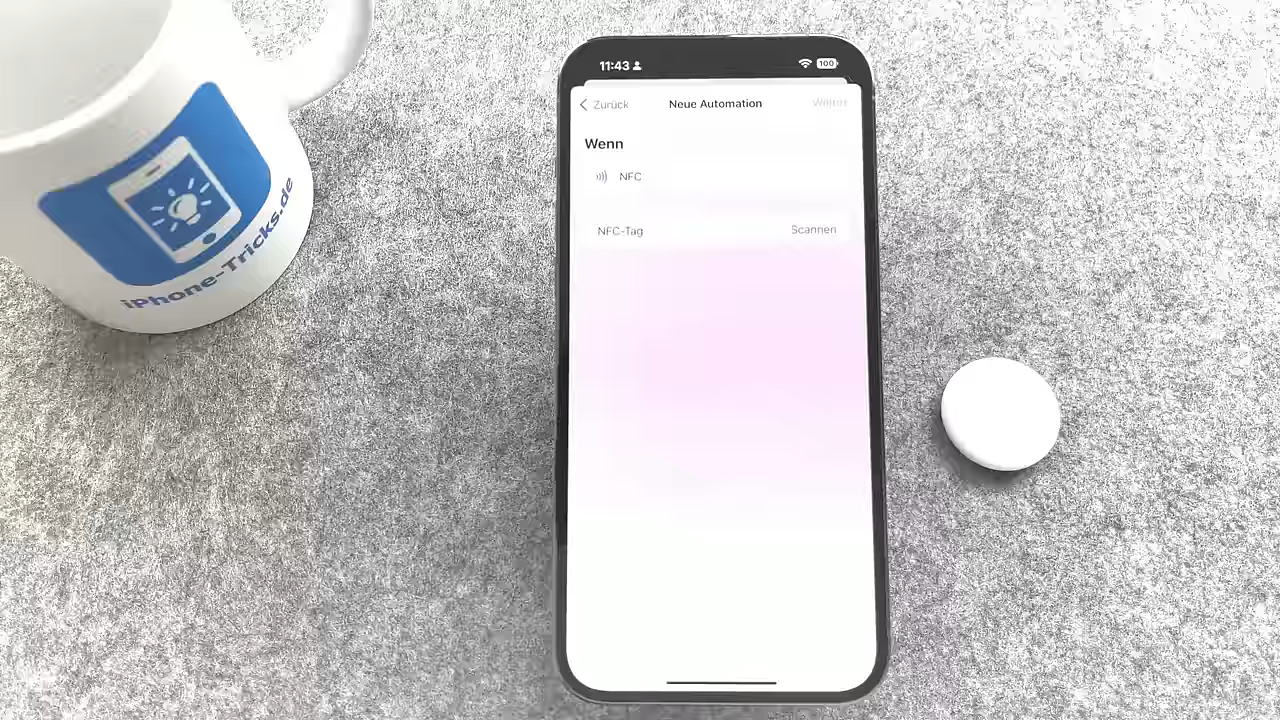 11:43
100
Zurück
Neue Automation
Weiter
Wenn
NFC
NFC-Tag
Scannen
iPhone-Tricks.de